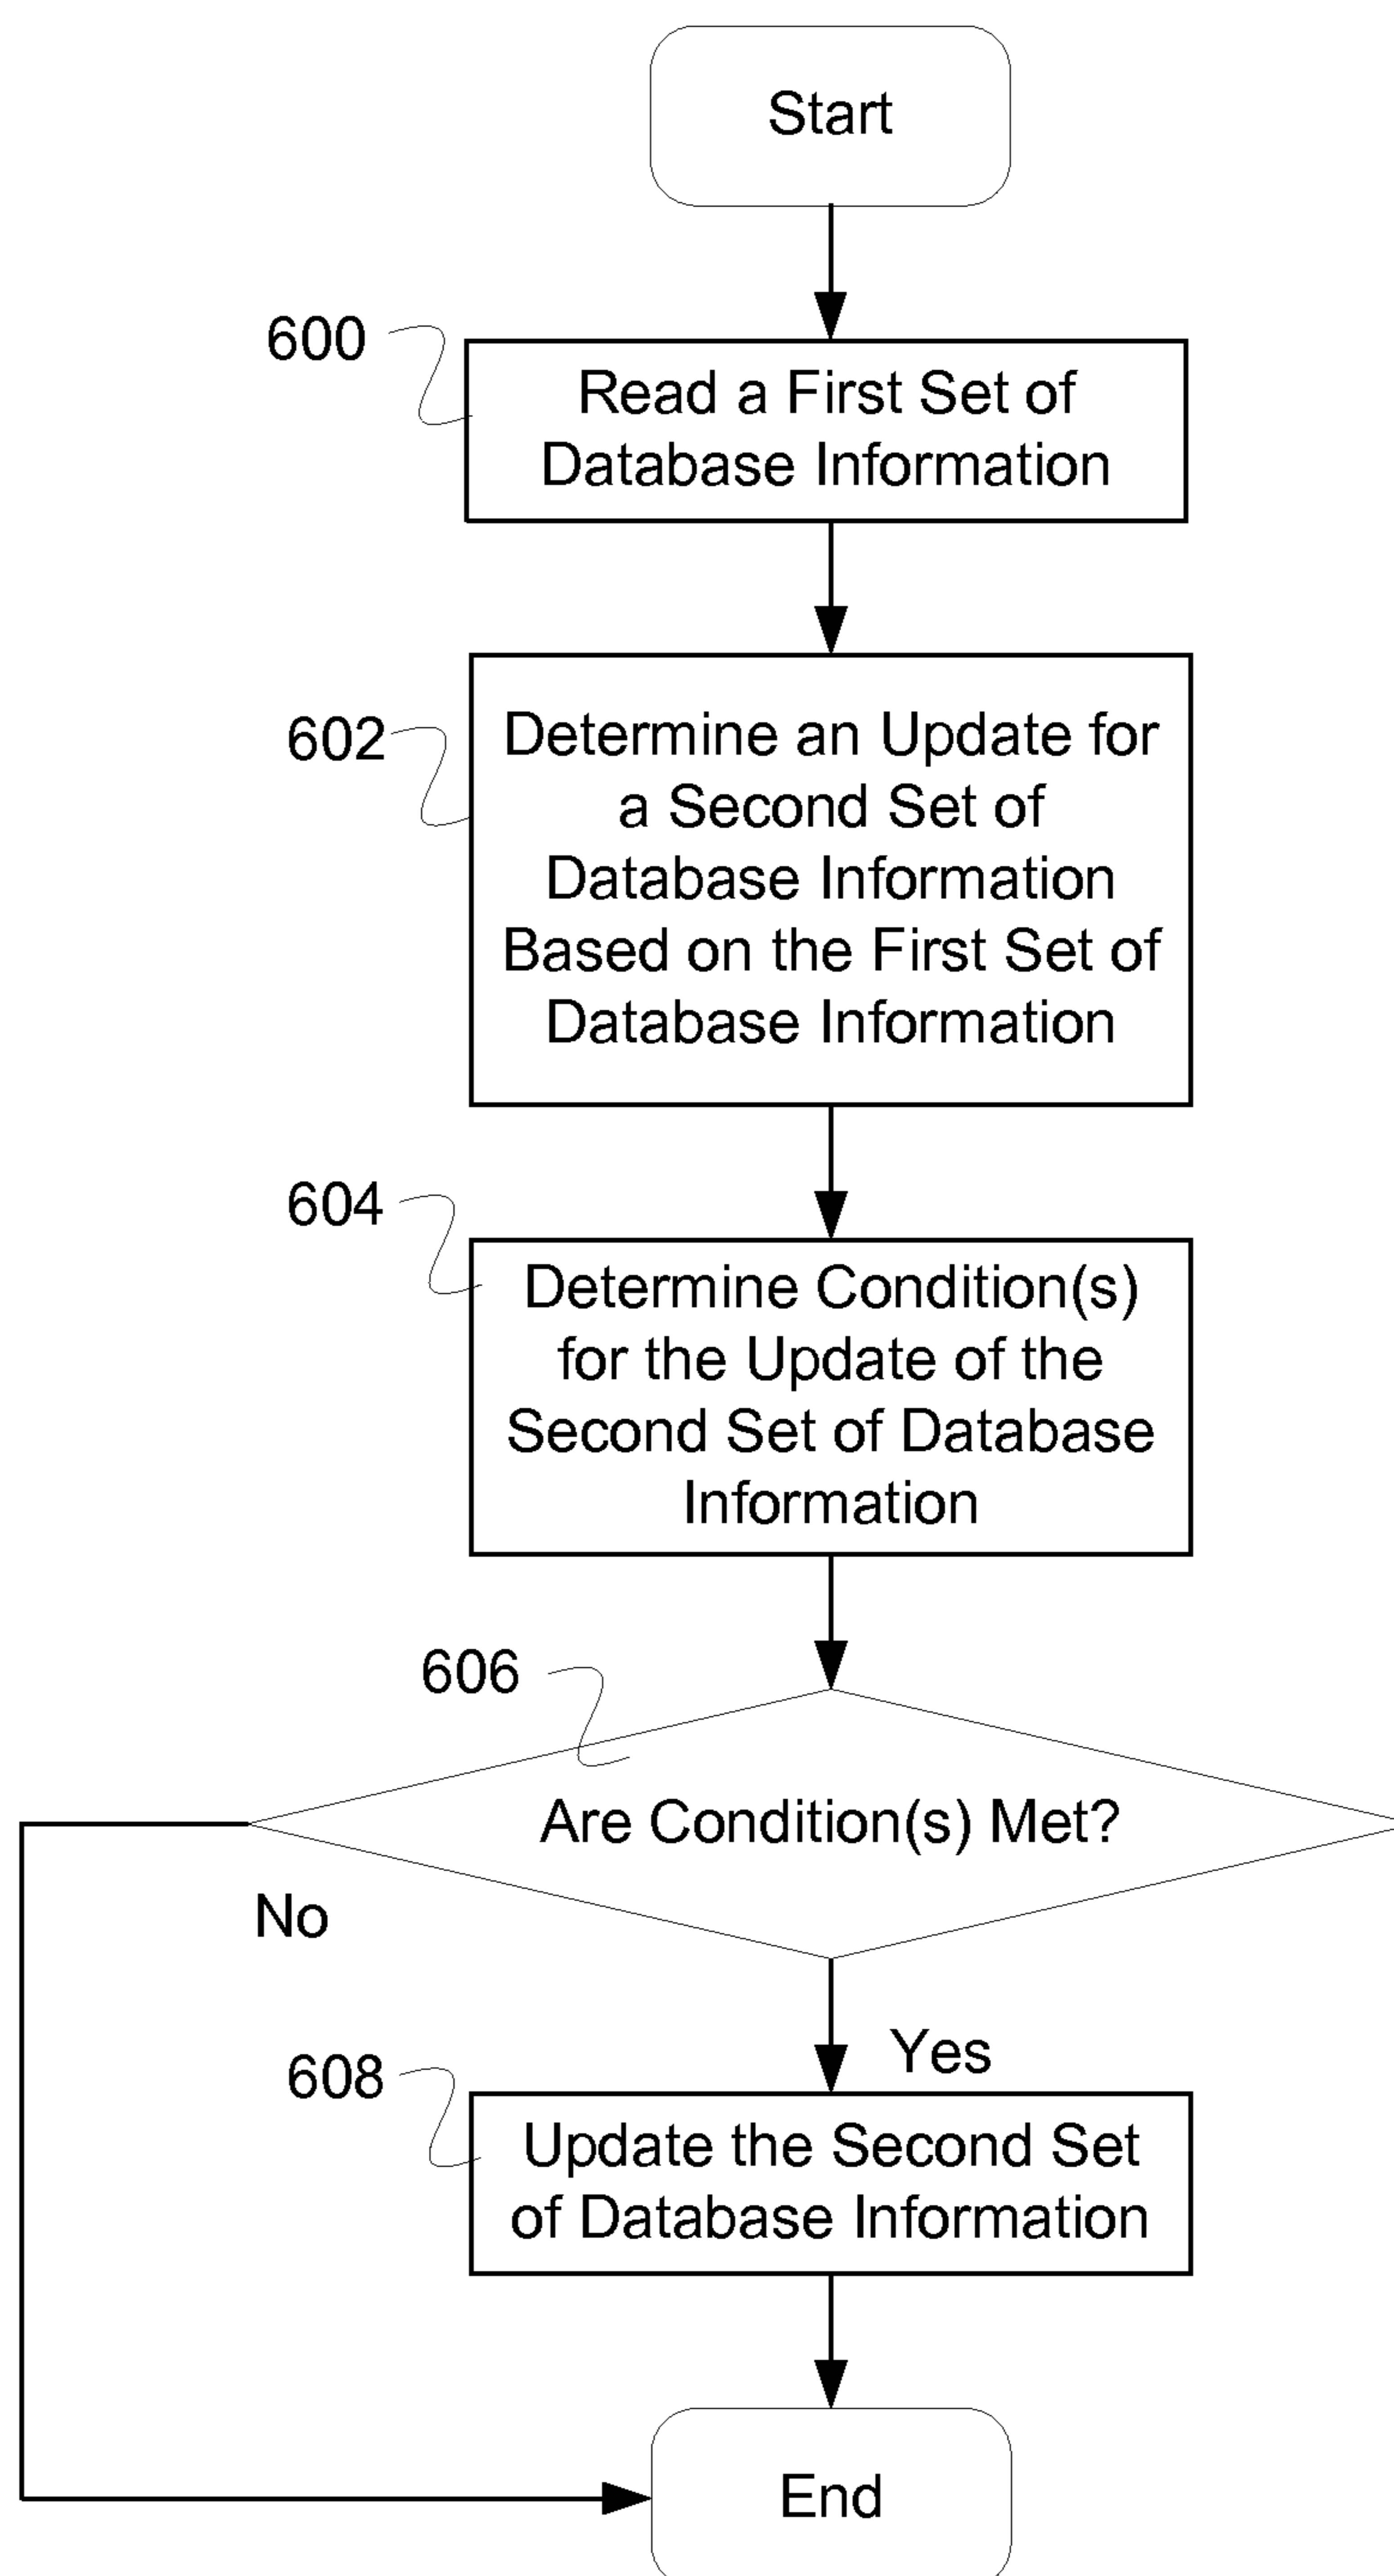 Start
600
Read a First Set of
Database Information
602
Determine an Update for
a Second Set of
Database Information
Based on the First Set of
Database Information
604
Determine Condition(s)
for the Update of the
Second Set of Database
Information
606
Are Condition(s) Met?
No
Yes
608
Update the Second Set
of Database Information
End